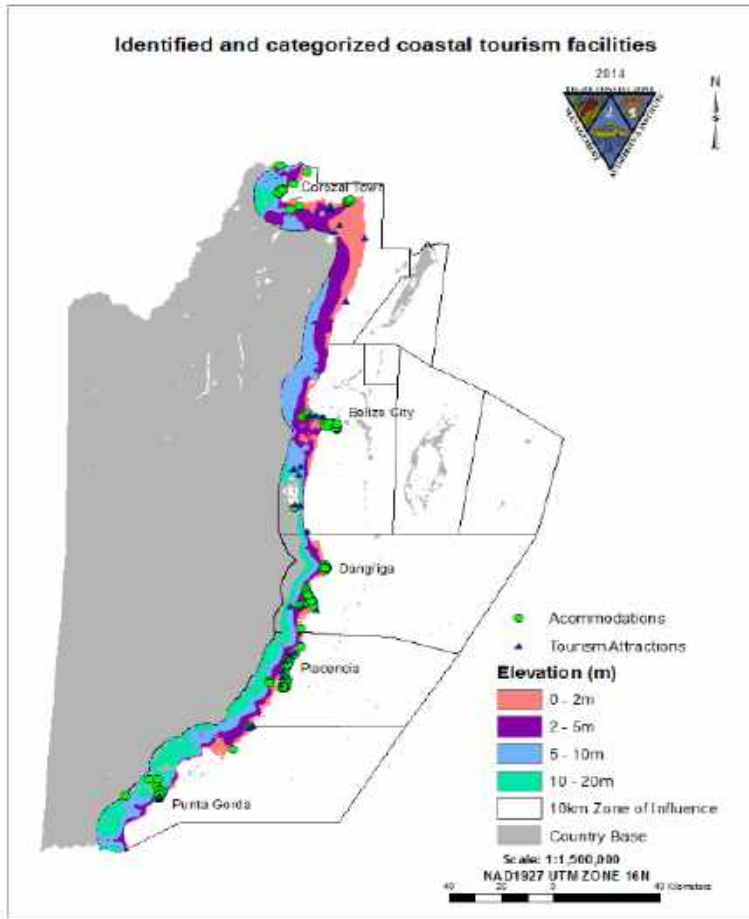 Identified and categorized coastal tourism facilities
2014
N
Corozal Town
Belize City
Dangriga
Placencia
Punta Gorda
Acommodations
Tourism Attractions
Elevation (m)
0 - 2m
2 - 5m
5 - 10m
10 - 20m
10km Zone of Influence
Country Base
Scale: 1:1,500,000
NAD1927 UTM ZONE 16N
40 20 0 40 Kilometers